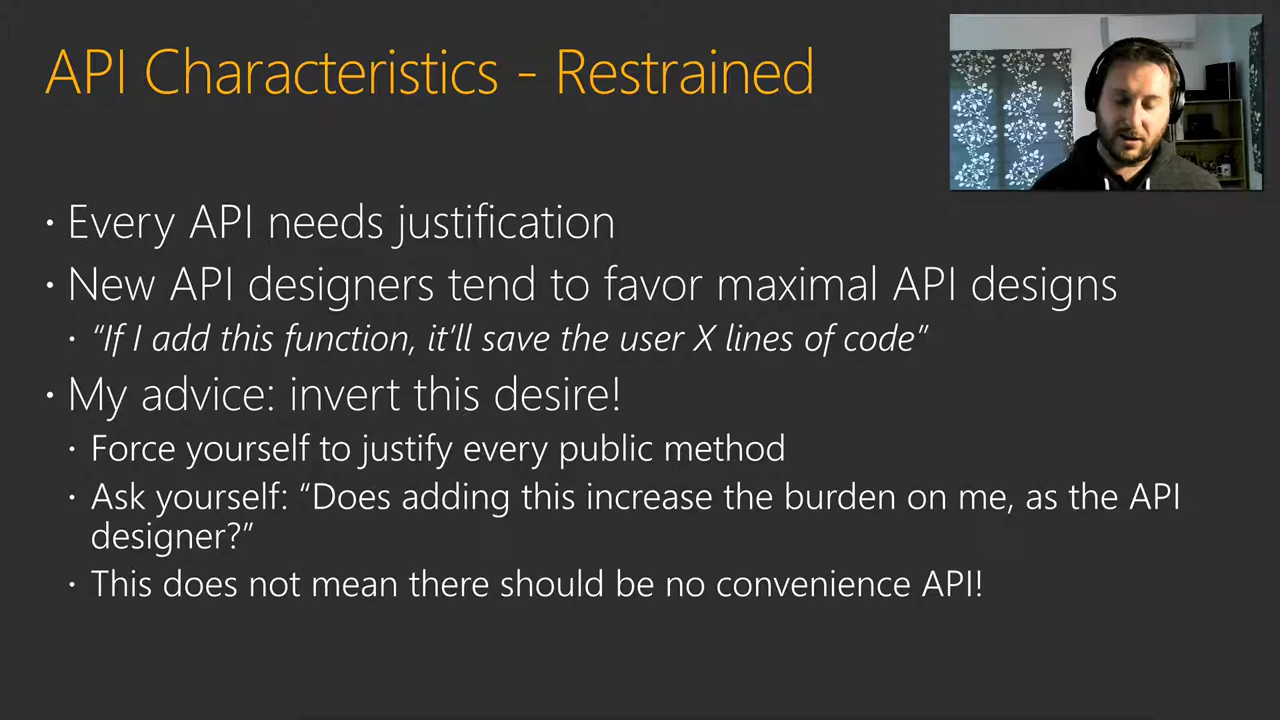 API Characteristics - Restrained
• Every API needs justification
• New API designers tend to favor maximal API designs
• “If I add this function, it’ll save the user X lines of code”
• My advice: invert this desire!
• Force yourself to justify every public method
• Ask yourself: “Does adding this increase the burden on me, as the API
designer?”
• This does not mean there should be no convenience API!